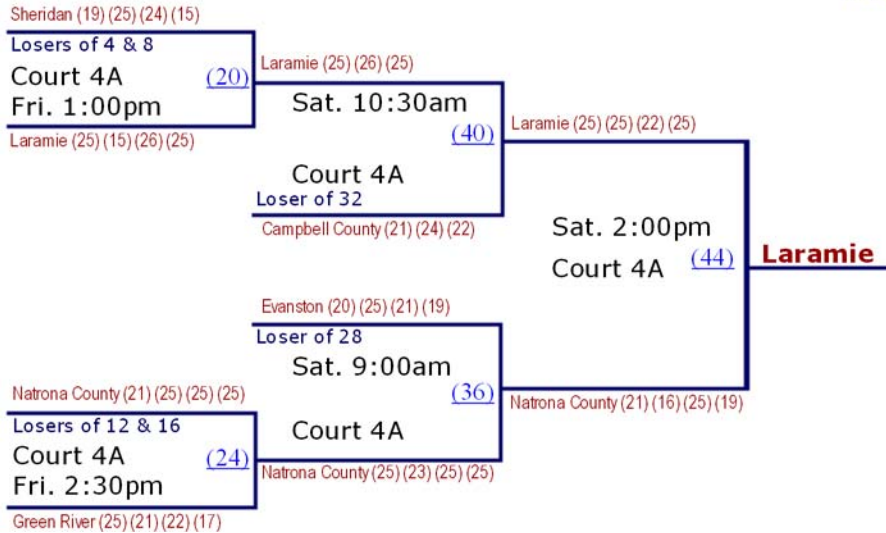 Sheridan (19) (25) (24) (15)
Losers of 4 & 8
Court 4A
(20)
Fri. 1:00pm
Laramie (25) (15) (26) (25)
Laramie (25) (26) (25)
Sat. 10:30am
(40)
Court 4A
Loser of 32
Campbell County (21) (24) (22)
Laramie (25) (25) (22) (25)
Sat. 2:00pm
(44)
Court 4A
Laramie
Evanston (20) (25) (21) (19)
Loser of 28
Sat. 9:00am
(36)
Court 4A
Natrona County (21) (16) (25) (19)
Natrona County (21) (25) (25) (25)
Losers of 12 & 16
Court 4A
(24)
Fri. 2:30pm
Natrona County (25) (23) (25) (25)
Green River (25) (21) (22) (17)